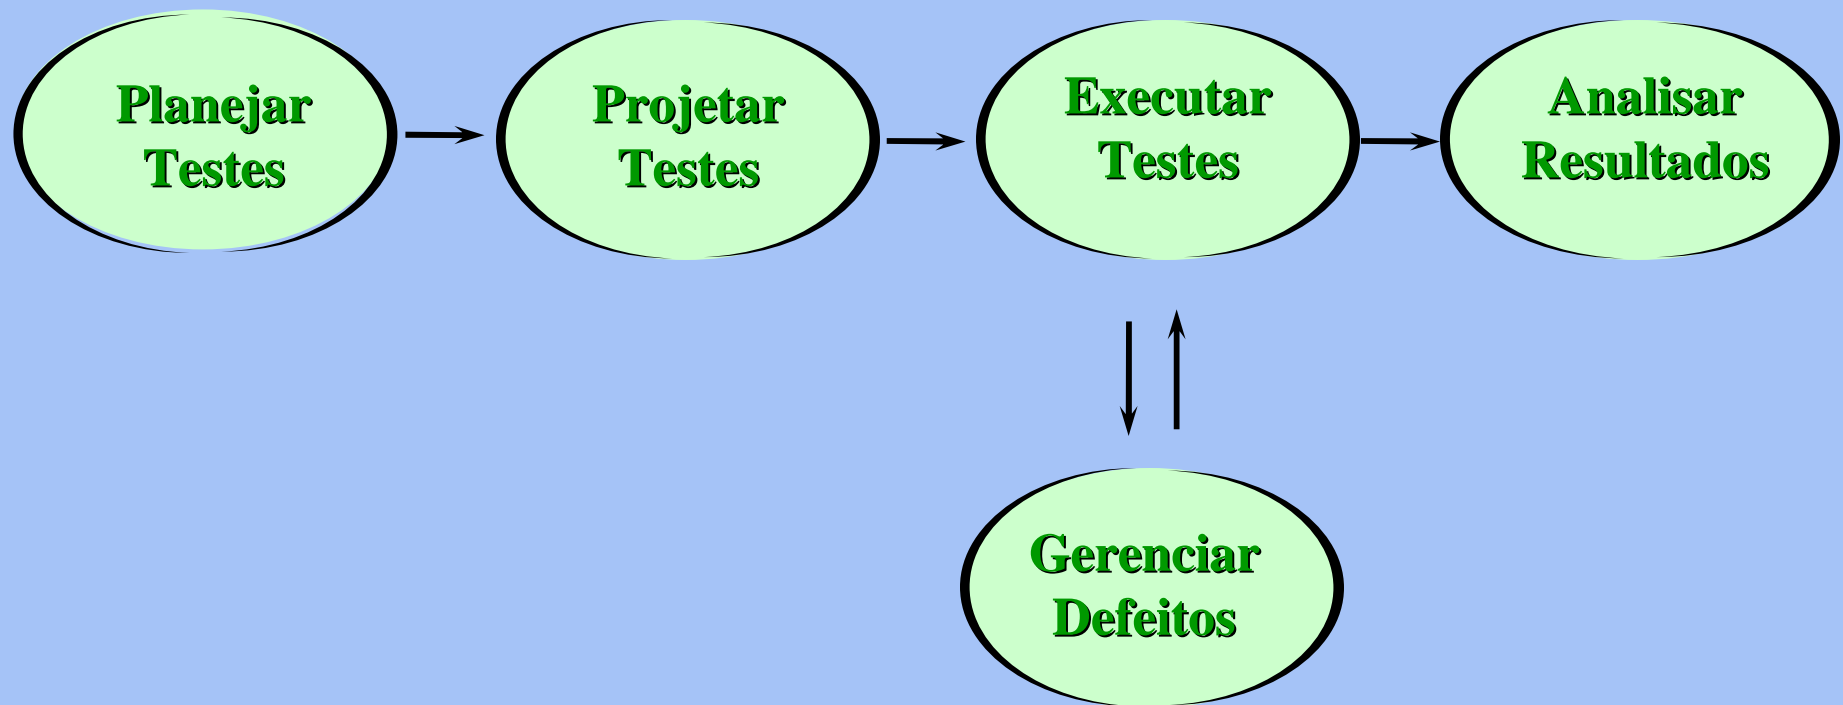 Planejar
Testes
Projetar
Testes
Executar
Testes
Analisar
Resultados
Gerenciar
Defeitos